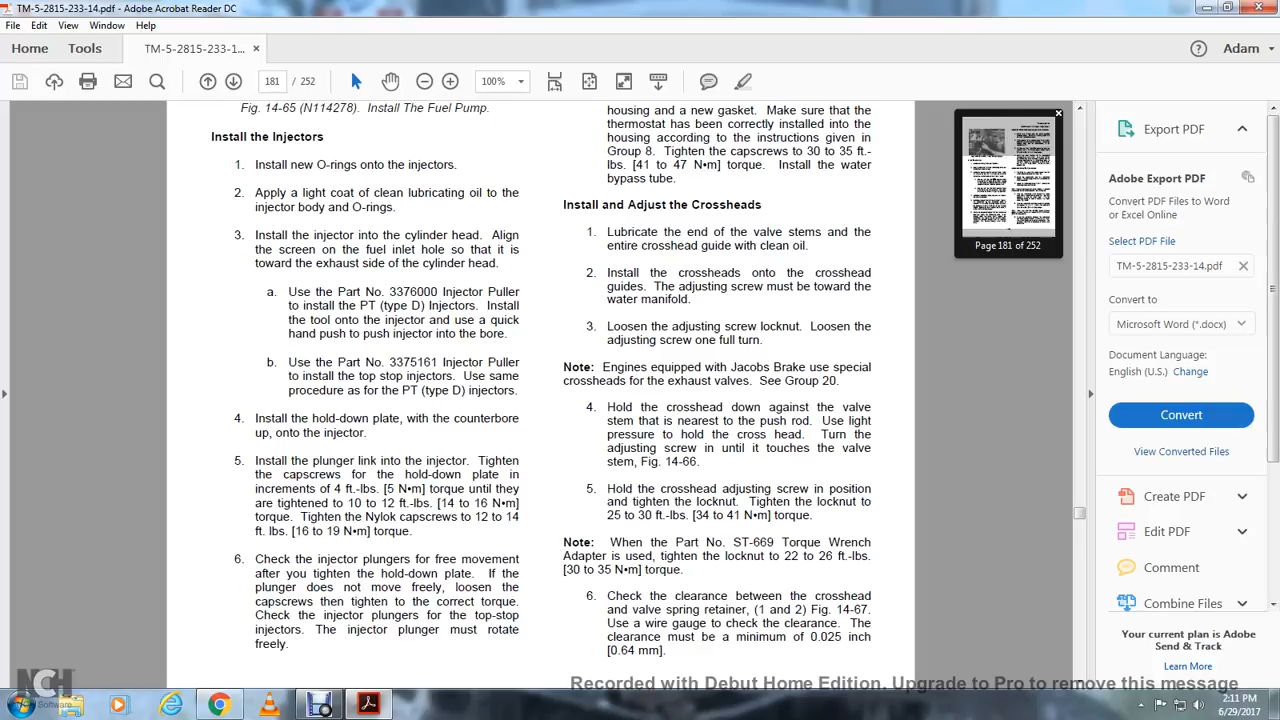 TM-5-2815-233-14.pdf - Adobe Acrobat Reader DC
File Edit View Window Help
Home Tools TM-5-2815-233-1... × Adam
181 / 252 100%
Fig. 14-65 (N114278). Install The Fuel Pump.
Install the Injectors
1. Install new O-rings onto the injectors.
2. Apply a light coat of clean lubricating oil to the
injector body and O-rings.
3. Install the injector into the cylinder head. Align
the screen on the fuel inlet hole so that it is
toward the exhaust side of the cylinder head.
a. Use the Part No. 3376000 Injector Puller
to install the PT (type D) Injectors. Install
the tool onto the injector and use a quick
hand push to push injector into the bore.
b. Use the Part No. 3375161 Injector Puller
to install the top stop injectors. Use same
procedure as for the PT (type D) injectors.
4. Install the hold-down plate, with the counterbore
up, onto the injector.
5. Install the plunger link into the injector. Tighten
the capscrews for the hold-down plate in
increments of 4 ft.-lbs. [5 N•m] torque until they
are tightened to 10 to 12 ft.-lbs. [14 to 16 N•m]
torque. Tighten the Nylok capscrews to 12 to 14
ft. lbs. [16 to 19 N•m] torque.
6. Check the injector plungers for free movement
after you tighten the hold-down plate. If the
plunger does not move freely, loosen the
capscrews then tighten to the correct torque.
Check the injector plungers for the top-stop
injectors. The injector plunger must rotate
freely.
housing and a new gasket. Make sure that the
thermostat has been correctly installed into the
housing according to the instructions given in
Group 8. Tighten the capscrews to 30 to 35 ft.-
lbs. [41 to 47 N•m] torque. Install the water
bypass tube.
Install and Adjust the Crossheads
1. Lubricate the end of the valve stems and the
entire crosshead guide with clean oil.
2. Install the crossheads onto the crosshead
guides. The adjusting screw must be toward the
water manifold.
3. Loosen the adjusting screw locknut. Loosen the
adjusting screw one full turn.
Note: Engines equipped with Jacobs Brake use special
crossheads for the exhaust valves. See Group 20.
4. Hold the crosshead down against the valve
stem that is nearest to the push rod. Use light
pressure to hold the cross head. Turn the
adjusting screw in until it touches the valve
stem, Fig. 14-66.
5. Hold the crosshead adjusting screw in position
and tighten the locknut. Tighten the locknut to
25 to 30 ft.-lbs. [34 to 41 N•m] torque.
Note: When the Part No. ST-669 Torque Wrench
Adapter is used, tighten the locknut to 22 to 26 ft.-lbs.
[30 to 35 N•m] torque.
6. Check the clearance between the crosshead
and valve spring retainer, (1 and 2) Fig. 14-67.
Use a wire gauge to check the clearance. The
clearance must be a minimum of 0.025 inch
[0.64 mm].
Page 181 of 252
Export PDF
Adobe Export PDF
Convert PDF Files to Word
or Excel Online
Select PDF File
TM-5-2815-233-14.pdf
Convert to
Microsoft Word (*.docx)
Document Language:
English (U.S.) Change
Convert
View Converted Files
Create PDF
Edit PDF
Comment
Combine Files
Your current plan is Adobe
Send & Track
Learn More
NCH
Software
Recorded with Debut Home Edition. Upgrade to Pro to remove this message
2:11 PM
6/29/2017